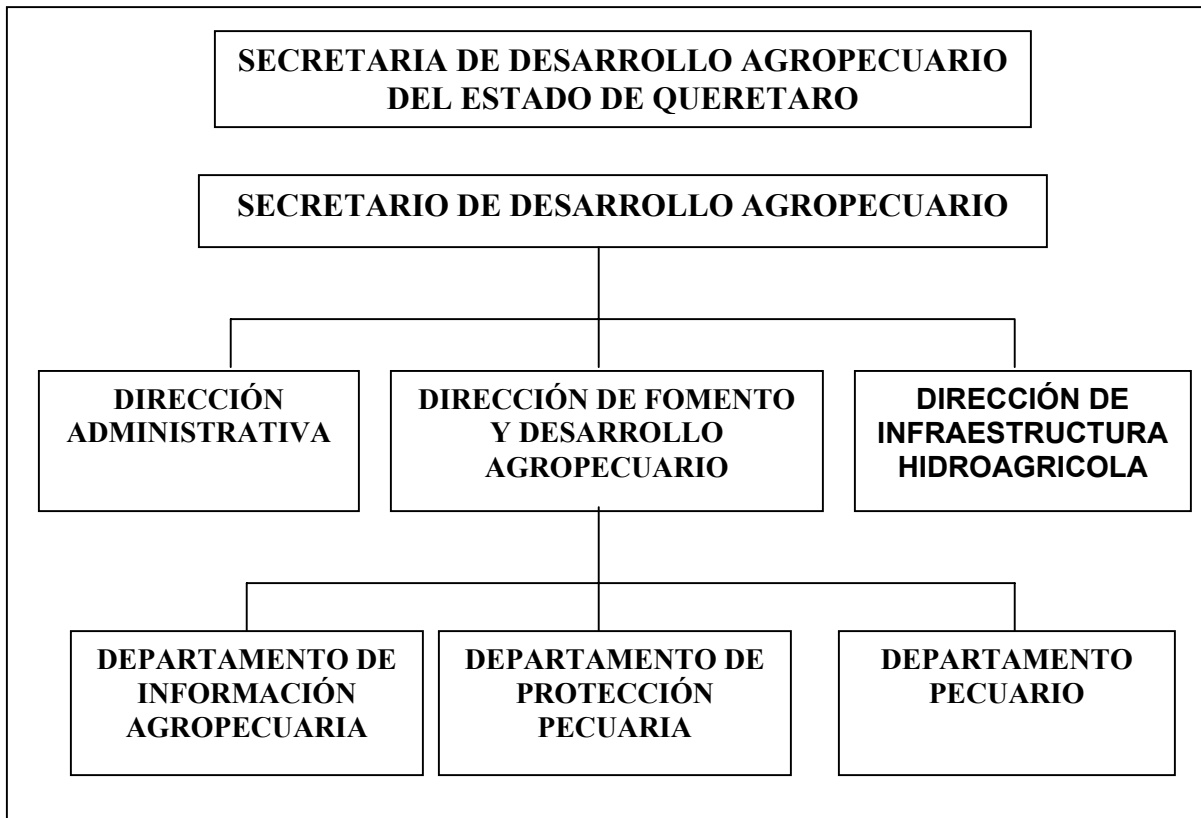 SECRETARIA DE DESARROLLO AGROPECUARIO
DEL ESTADO DE QUERETARO
SECRETARIO DE DESARROLLO AGROPECUARIO
DIRECCIÓN
ADMINISTRATIVA
DIRECCIÓN DE FOMENTO
Y DESARROLLO
AGROPECUARIO
DIRECCIÓN DE
INFRAESTRUCTURA
HIDROAGRICOLA
DEPARTAMENTO DE
INFORMACIÓN
AGROPECUARIA
DEPARTAMENTO DE
PROTECCIÓN
PECUARIA
DEPARTAMENTO
PECUARIO